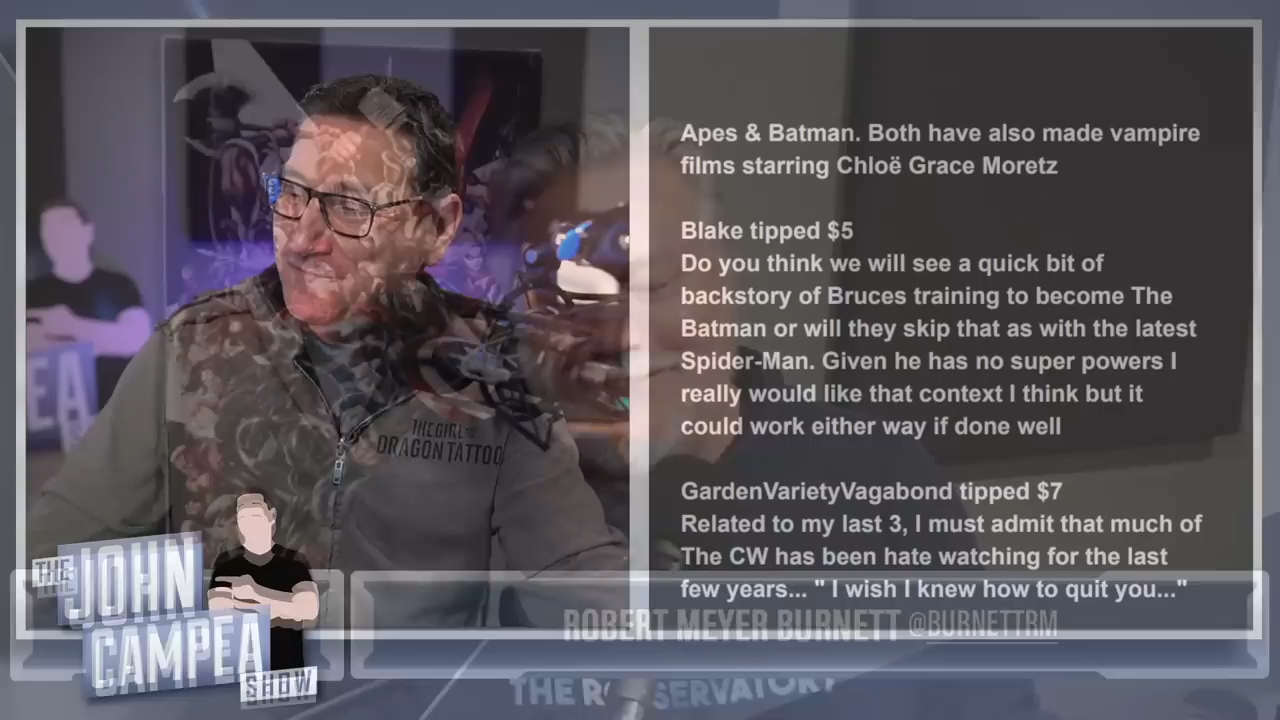 Apes & Batman. Both have also made vampire
films starring Chloë Grace Moretz
Blake tipped $5
Do you think we will see a quick bit of
backstory of Bruces training to become The
Batman or will they skip that as with the latest
Spider-Man. Given he has no super powers I
really would like that context I think but it
could work either way if done well
GardenVarietyVagabond tipped $7
Related to my last 3, I must admit that much of
The CW has been hate watching for the last
few years... " I wish I knew how to quit you..."
EA
THE GIRL
DRAGON TATTOO
THE
JOHN
CAMPEA
SHOW
ROBERT MEYER BURNETT @BURNETTRM
THE